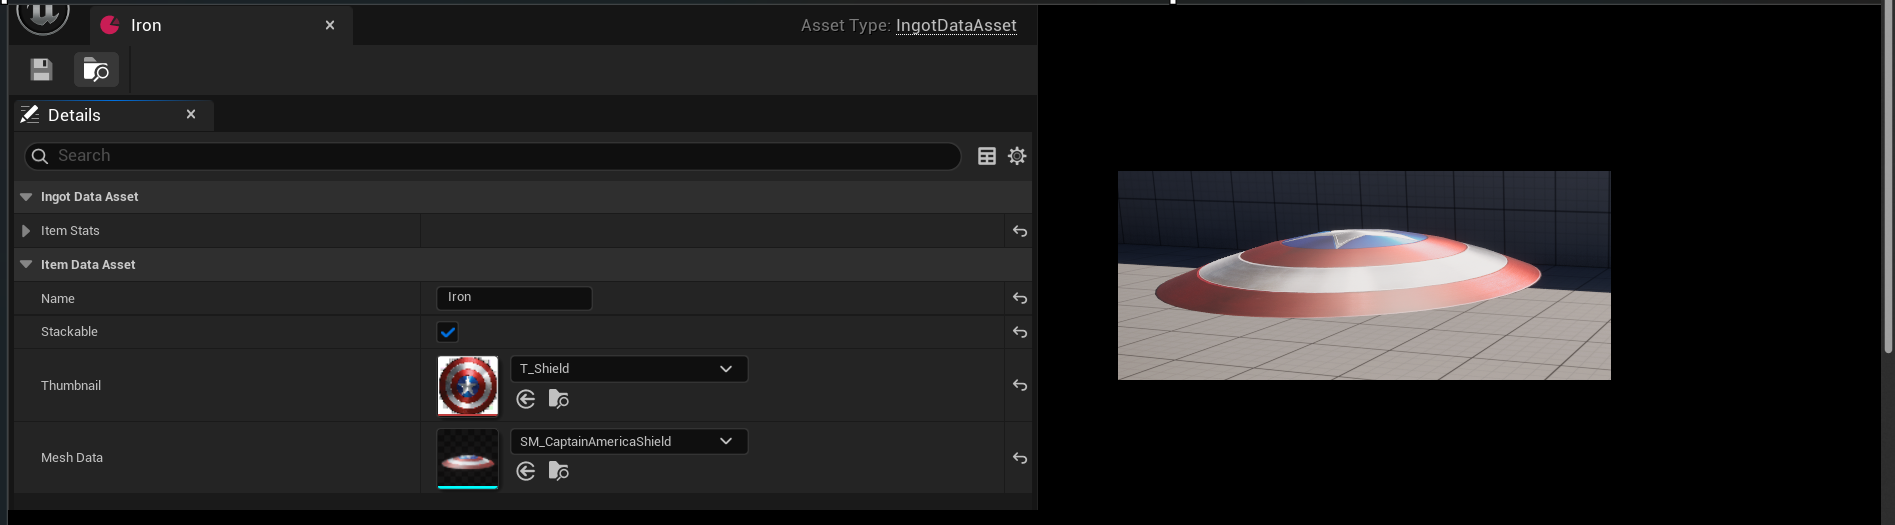 Iron
Asset Type: IngotDataAsset
Details
Search
Ingot Data Asset
Item Stats
Item Data Asset
Name
Iron
Stackable
Thumbnail
T_Shield
Mesh Data
SM_CaptainAmericaShield